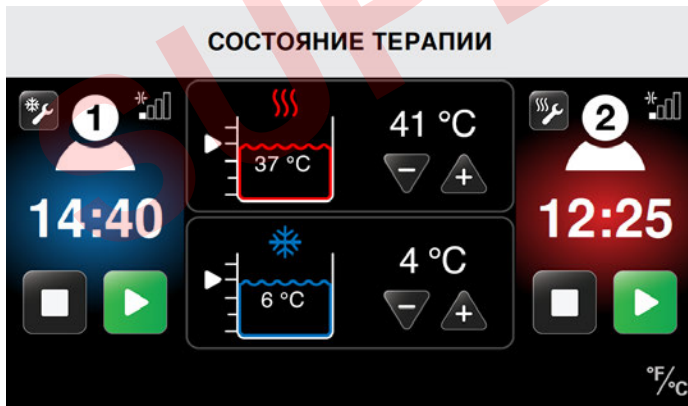 СОСТОЯНИЕ ТЕРАПИИ
1
14:40
37 °C
41 °C
− +
6 °C
4 °C
− +
2
12:25
°F/°C